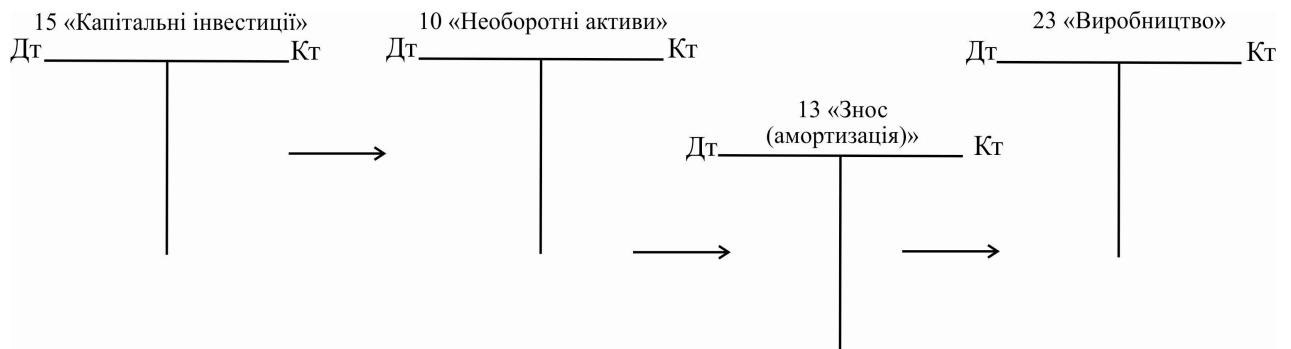 15 «Капітальні інвестиції»
Дт Кт
10 «Необоротні активи»
Дт Кт
13 «Знос
(амортизація)»
Дт Кт
23 «Виробництво»
Дт Кт